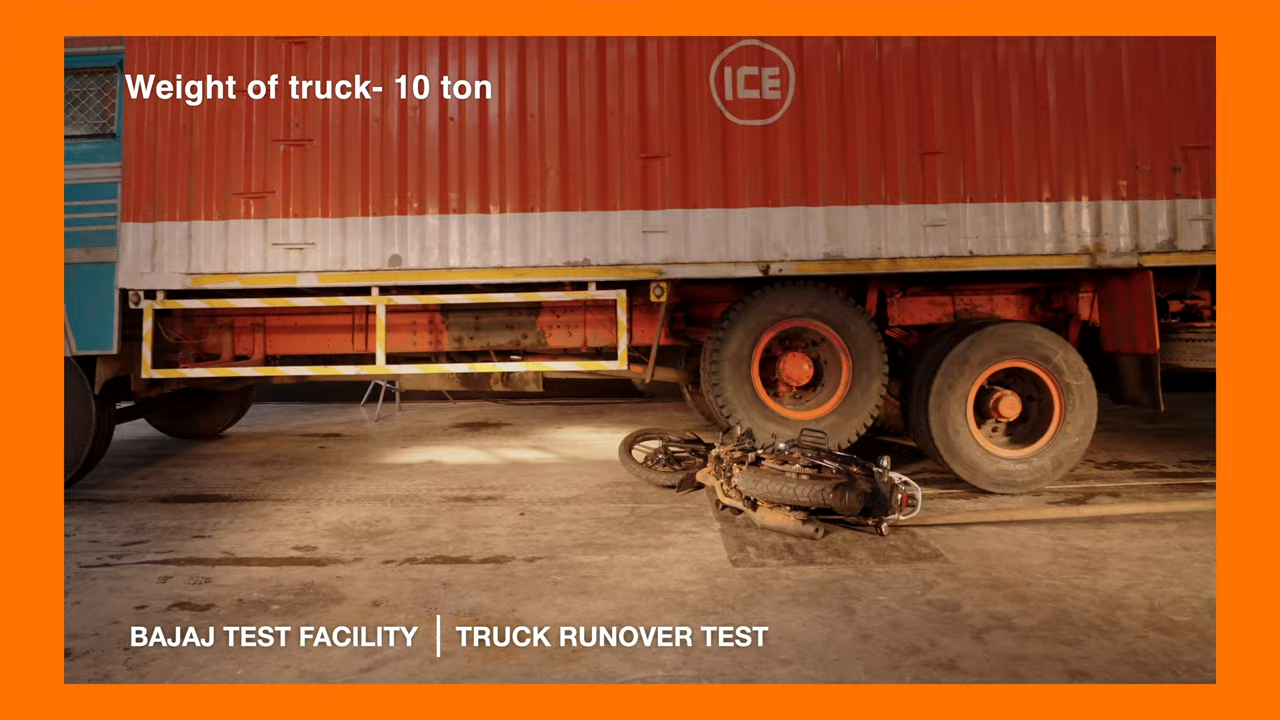 Weight of truck- 10 ton
ICE
BAJAJ TEST FACILITY | TRUCK RUNOVER TEST